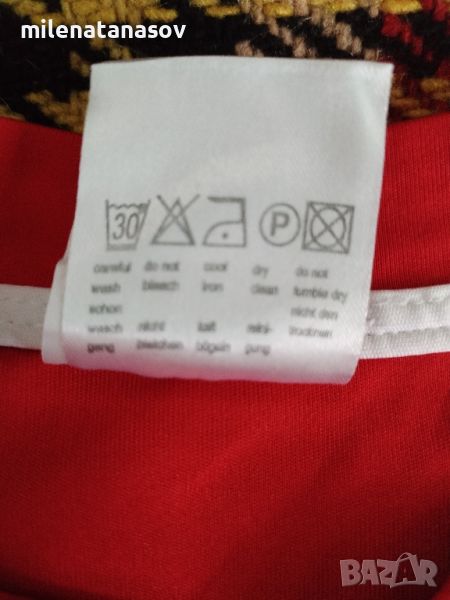 milenatanasov
30 P
careful do not cool dry do not
wash bleach iron clean tumble dry
schon nicht den
wasch nicht kalt reini- trocknen
gang bleichen bügeln gung
BAZAR